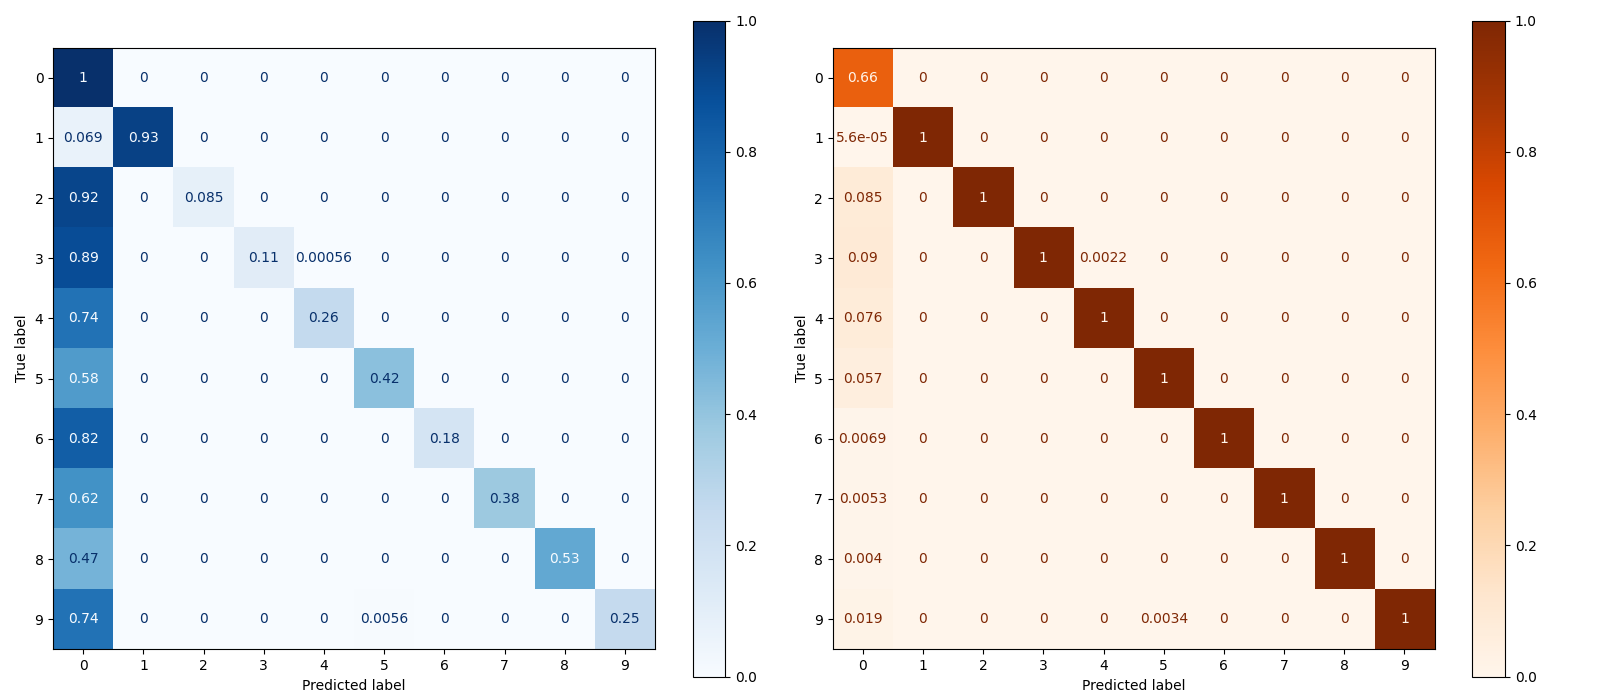 0 1 0 0 0 0 0 0 0 0 0
1 0.069 0.93 0 0 0 0 0 0 0 0
2 0.92 0 0.085 0 0 0 0 0 0 0
3 0.89 0 0 0.11 0.00056 0 0 0 0 0
4 0.74 0 0 0 0.26 0 0 0 0 0
5 0.58 0 0 0 0 0.42 0 0 0 0
6 0.82 0 0 0 0 0 0.18 0 0 0
7 0.62 0 0 0 0 0 0 0.38 0 0
8 0.47 0 0 0 0 0 0 0 0.53 0
9 0.74 0 0 0 0 0.0056 0 0 0 0.25
0 1 2 3 4 5 6 7 8 9
Predicted label
True label
1.0
0.8
0.6
0.4
0.2
0.0
0 0.66 0 0 0 0 0 0 0 0 0
1 5.6e-05 1 0 0 0 0 0 0 0 0
2 0.085 0 1 0 0 0 0 0 0 0
3 0.09 0 0 1 0.0022 0 0 0 0 0
4 0.076 0 0 0 1 0 0 0 0 0
5 0.057 0 0 0 0 1 0 0 0 0
6 0.0069 0 0 0 0 0 1 0 0 0
7 0.0053 0 0 0 0 0 0 1 0 0
8 0.004 0 0 0 0 0 0 0 1 0
9 0.019 0 0 0 0 0.0034 0 0 0 1
0 1 2 3 4 5 6 7 8 9
Predicted label
True label
1.0
0.8
0.6
0.4
0.2
0.0